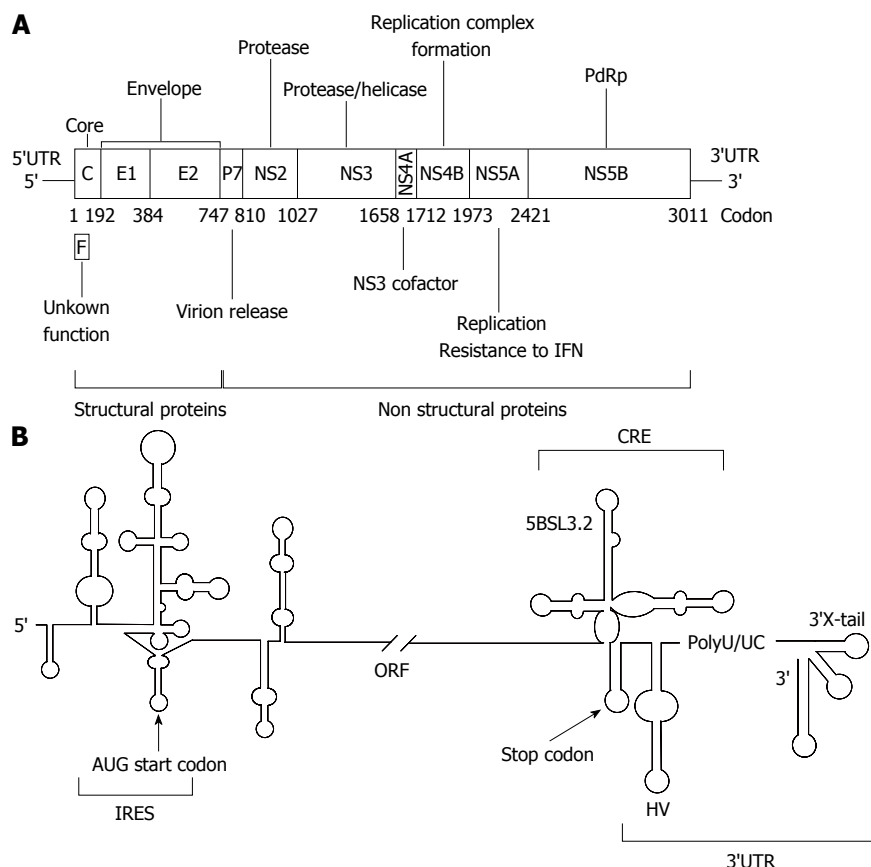 A
Replication complex
formation
Protease
PdRp
Envelope
Protease/helicase
Core
5'UTR
3'UTR
5'
C
E1
E2
P7
NS2
NS3
NS4A
NS4B
NS5A
NS5B
3'
1 192 384 747 810 1027 1658 1712 1973 2421 3011 Codon
F
NS3 cofactor
Unkown
function
Virion release
Replication
Resistance to IFN
Structural proteins
Non structural proteins
B
CRE
5BSL3.2
5'
3'X-tail
PolyU/UC
ORF
3'
AUG start codon
Stop codon
IRES
HV
3'UTR